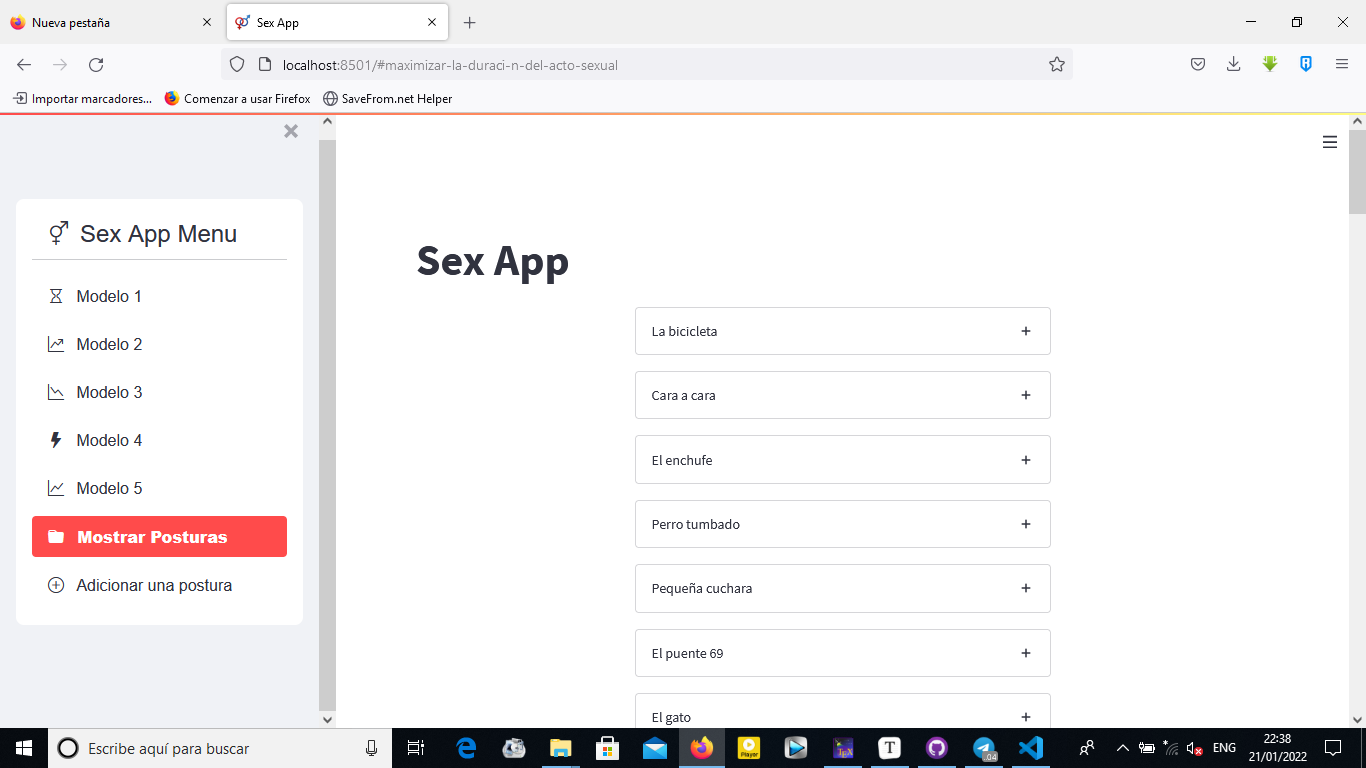 Nueva pestaña
Sex App
localhost:8501/#maximizar-la-duraci-n-del-acto-sexual
Importar marcadores...
Comenzar a usar Firefox
SaveFrom.net Helper
Sex App Menu
Modelo 1
Modelo 2
Modelo 3
Modelo 4
Modelo 5
Mostrar Posturas
Adicionar una postura
Sex App
La bicicleta
Cara a cara
El enchufe
Perro tumbado
Pequeña cuchara
El puente 69
El gato
Escribe aquí para buscar
Player
TEX
T
.04
ENG
22:38
21/01/2022